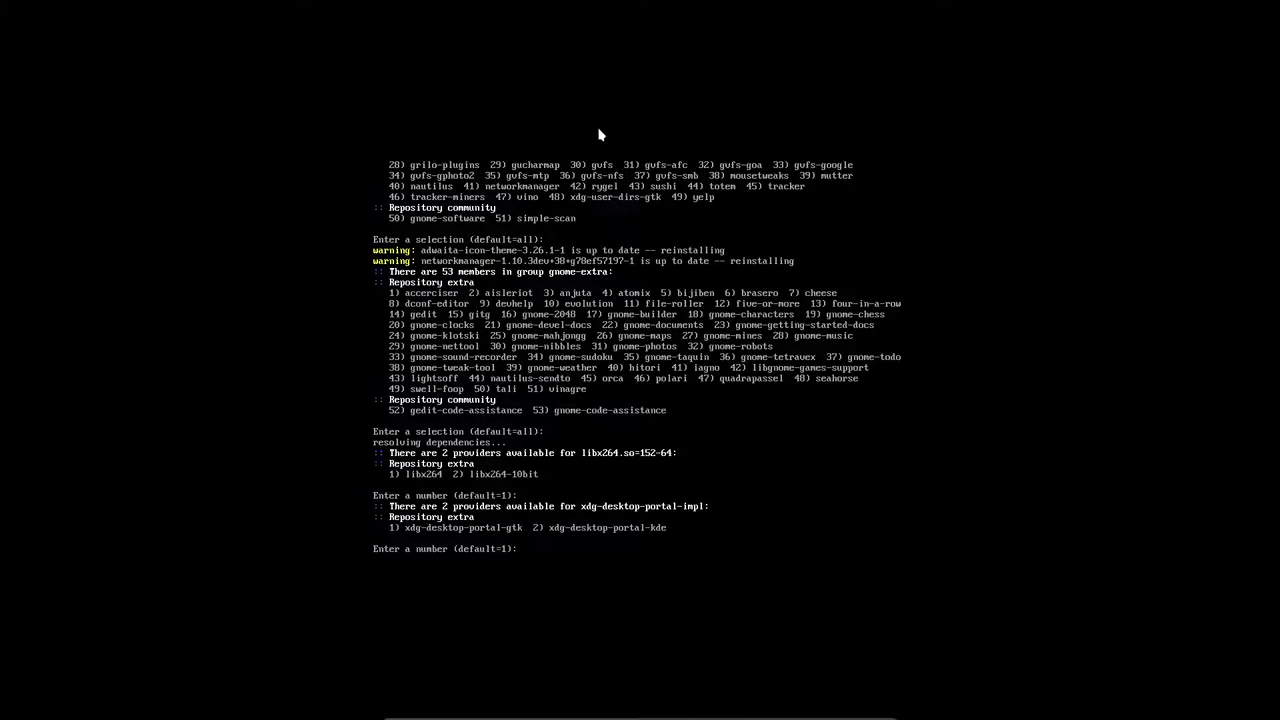 28) grilo-plugins  29) gucharmap  30) gvfs  31) gvfs-afc  32) gvfs-goa  33) gvfs-google
34) gvfs-gphoto2  35) gvfs-mtp  36) gvfs-nfs  37) gvfs-smb  38) mousetweaks  39) mutter
40) nautilus  41) networkmanager  42) rygel  43) sushi  44) totem  45) tracker
46) tracker-miners  47) vino  48) xdg-user-dirs-gtk  49) yelp
:: Repository community
50) gnome-software  51) simple-scan
Enter a selection (default=all):
warning: adwaita-icon-theme-3.26.1-1 is up to date -- reinstalling
warning: networkmanager-1.10.3dev+38+g78ef57197-1 is up to date -- reinstalling
:: There are 53 members in group gnome-extra:
:: Repository extra
1) accerciser  2) aisleriot  3) anjuta  4) atomix  5) bijiben  6) brasero  7) cheese
8) dconf-editor  9) devhelp  10) evolution  11) file-roller  12) five-or-more  13) four-in-a-row
14) gedit  15) gitg  16) gnome-2048  17) gnome-builder  18) gnome-characters  19) gnome-chess
20) gnome-clocks  21) gnome-devel-docs  22) gnome-documents  23) gnome-getting-started-docs
24) gnome-klotski  25) gnome-mahjongg  26) gnome-maps  27) gnome-mines  28) gnome-music
29) gnome-nettool  30) gnome-nibbles  31) gnome-photos  32) gnome-robots
33) gnome-sound-recorder  34) gnome-sudoku  35) gnome-taquin  36) gnome-tetravex  37) gnome-todo
38) gnome-tweak-tool  39) gnome-weather  40) hitori  41) iagno  42) libgnome-games-support
43) lightsoff  44) nautilus-sendto  45) orca  46) polari  47) quadrapassel  48) seahorse
49) swell-foop  50) tali  51) vinagre
:: Repository community
52) gedit-code-assistance  53) gnome-code-assistance
Enter a selection (default=all):
resolving dependencies...
:: There are 2 providers available for libx264.so=152-64:
:: Repository extra
1) libx264  2) libx264-10bit
Enter a number (default=1):
:: There are 2 providers available for xdg-desktop-portal-impl:
:: Repository extra
1) xdg-desktop-portal-gtk  2) xdg-desktop-portal-kde
Enter a number (default=1):